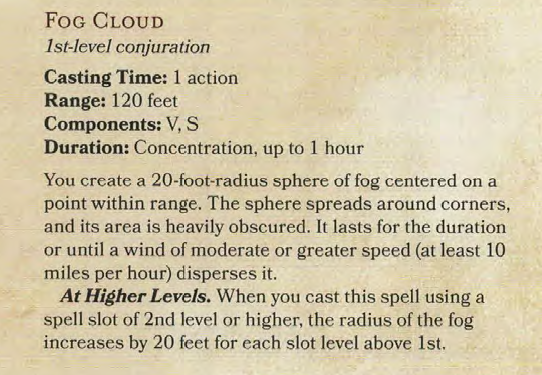 FOG CLOUD
1st-level conjuration
Casting Time: 1 action
Range: 120 feet
Components: V, S
Duration: Concentration, up to 1 hour
You create a 20-foot-radius sphere of fog centered on a
point within range. The sphere spreads around corners,
and its area is heavily obscured. It lasts for the duration
or until a wind of moderate or greater speed (at least 10
miles per hour) disperses it.
At Higher Levels. When you cast this spell using a
spell slot of 2nd level or higher, the radius of the fog
increases by 20 feet for each slot level above 1st.